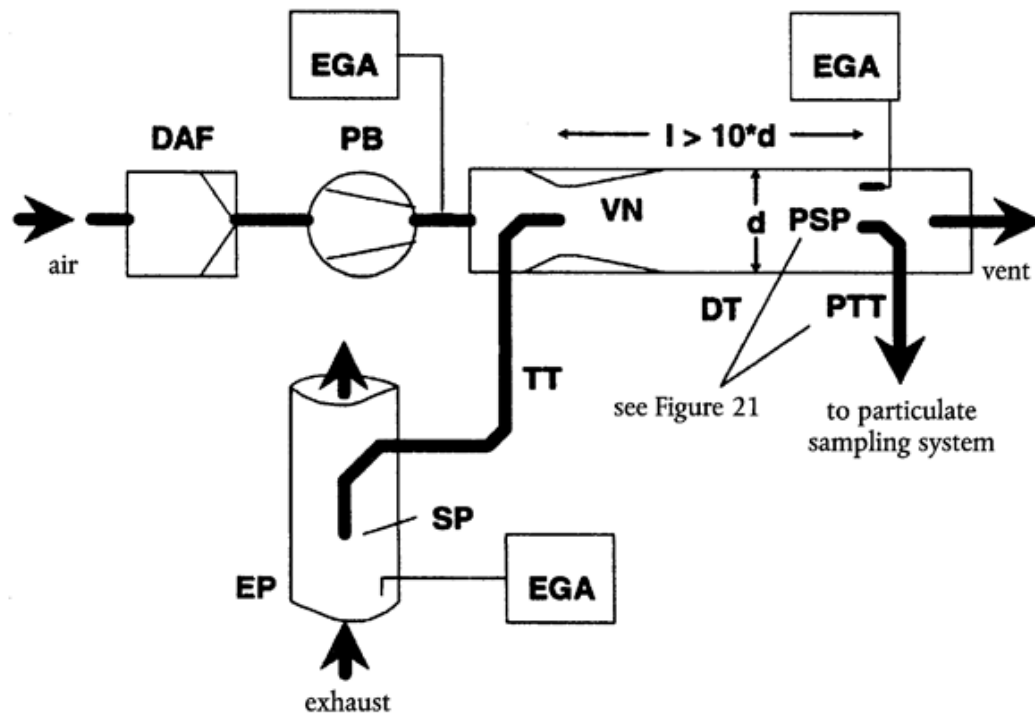 EGA
EGA
DAF
PB
l > 10*d
air
VN
d
PSP
vent
DT
PTT
TT
see Figure 21
to particulate
sampling system
SP
EP
EGA
exhaust